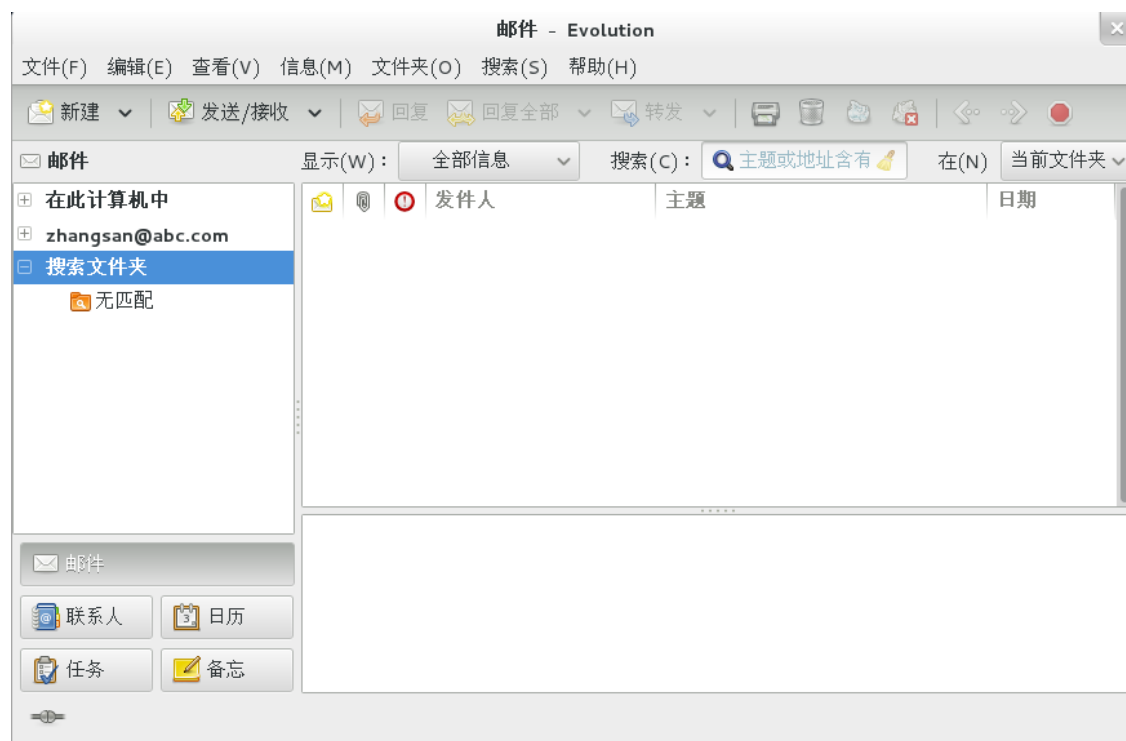 邮件 - Evolution
文件(F) 编辑(E) 查看(V) 信息(M) 文件夹(O) 搜索(S) 帮助(H)
新建 发送/接收 回复 回复全部 转发
邮件 显示(W): 全部信息 搜索(C): 主题或地址含有 在(N) 当前文件夹
在此计算机中 发件人 主题 日期
zhangsan@abc.com
搜索文件夹
无匹配
邮件
联系人 日历
任务 备忘